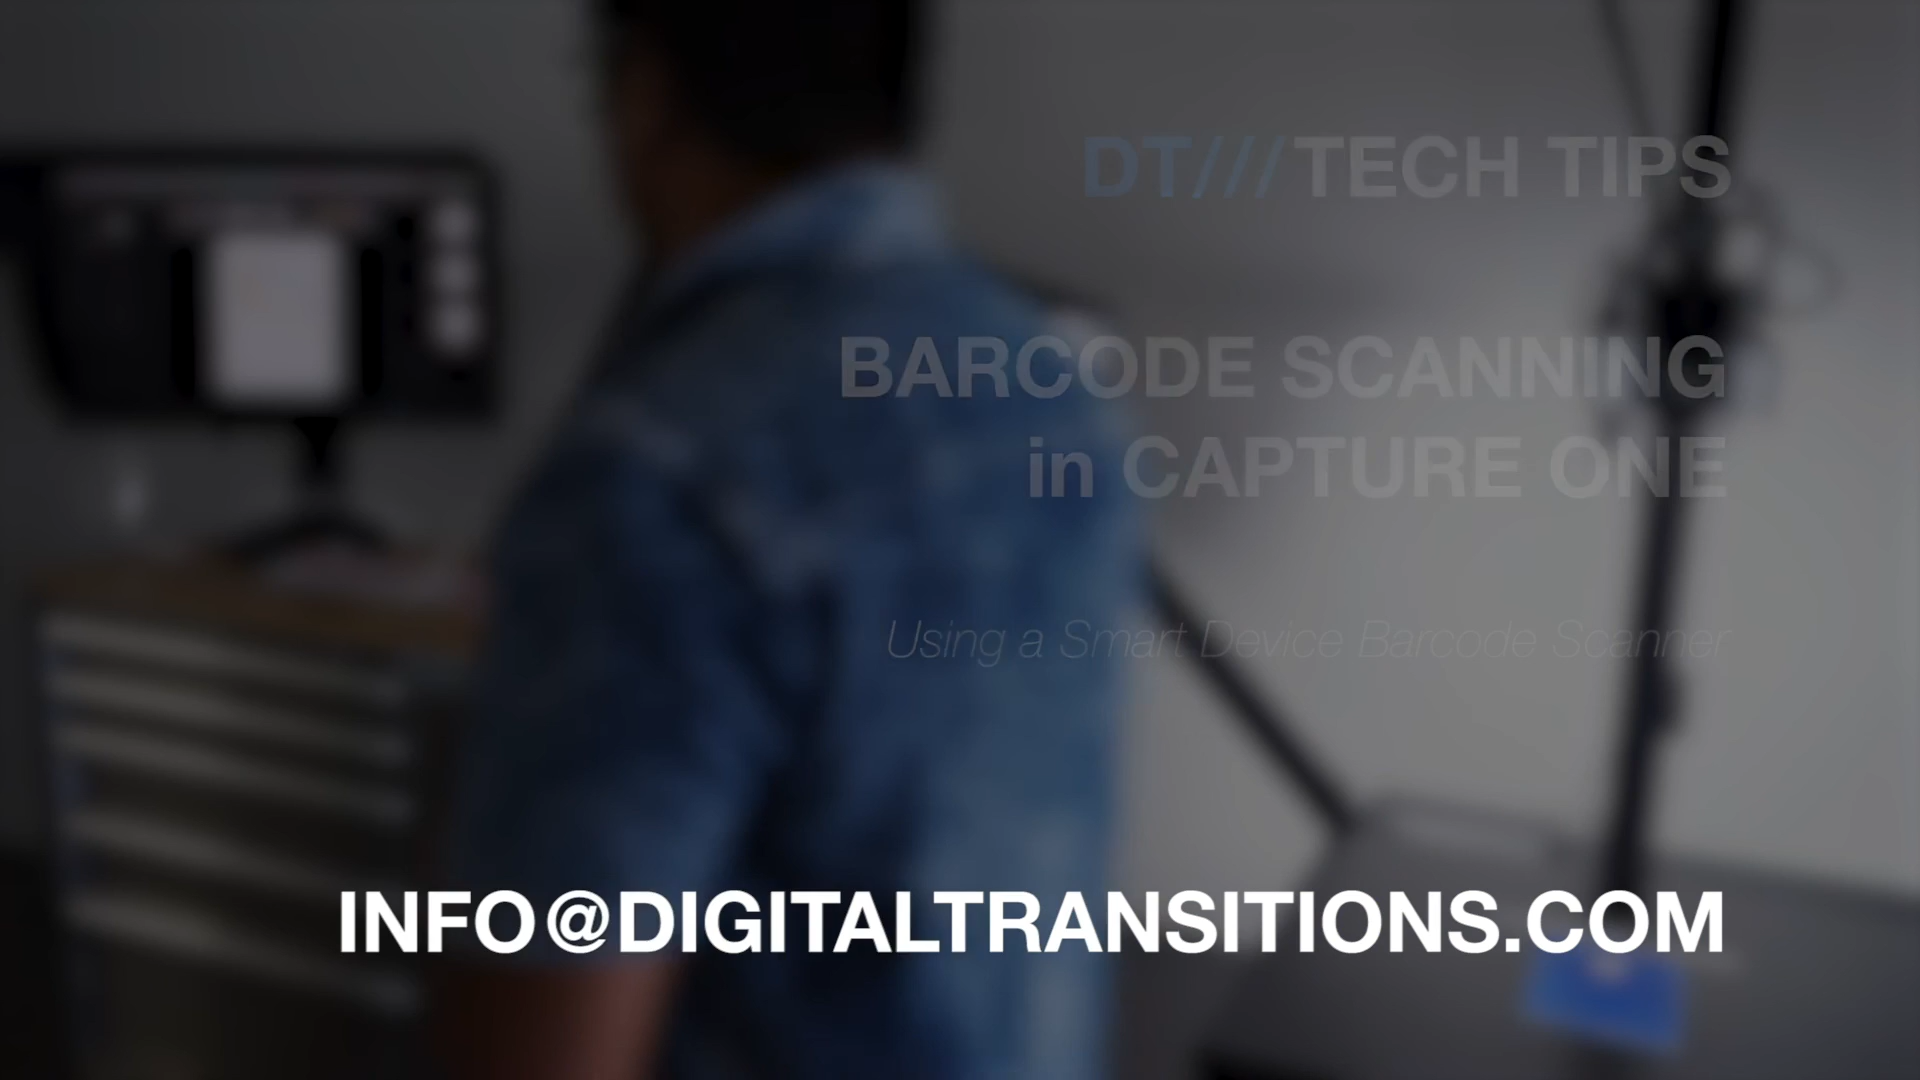 DT///TECH TIPS
BARCODE SCANNING
in CAPTURE ONE
Using a Smart Device Barcode Scanner
INFO@DIGITALTRANSITIONS.COM